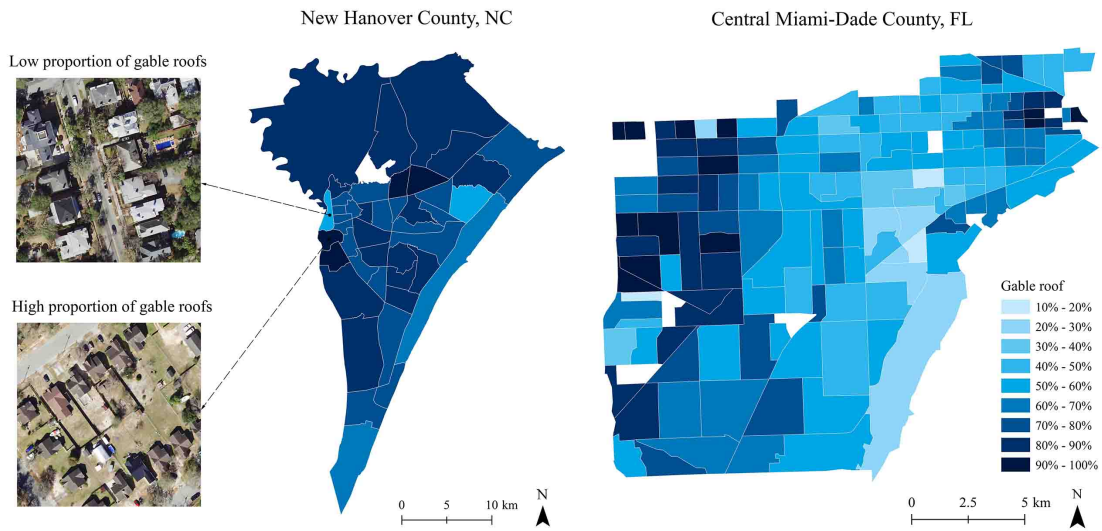 New Hanover County, NC
Central Miami-Dade County, FL
Low proportion of gable roofs
High proportion of gable roofs
Gable roof
10% - 20%
20% - 30%
30% - 40%
40% - 50%
50% - 60%
60% - 70%
70% - 80%
80% - 90%
90% - 100%
0 5 10 km
N
0 2.5 5 km
N